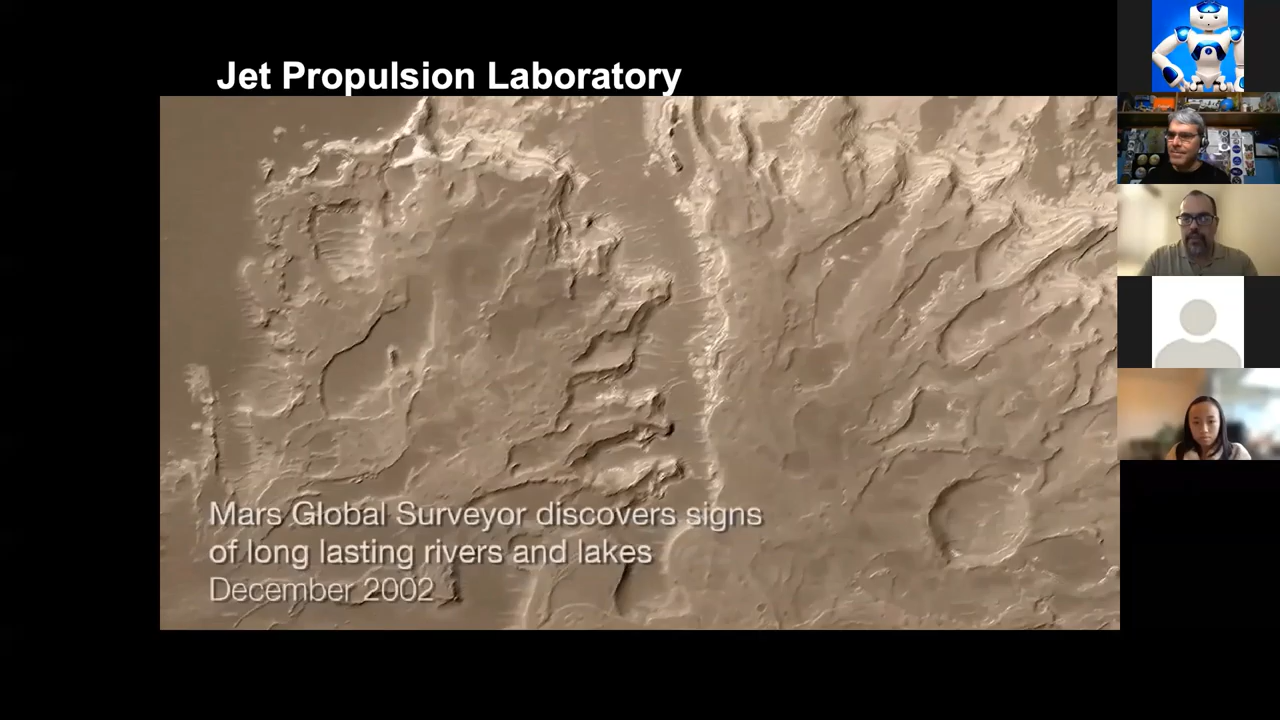 Jet Propulsion Laboratory
Mars Global Surveyor discovers signs
of long lasting rivers and lakes
December 2002